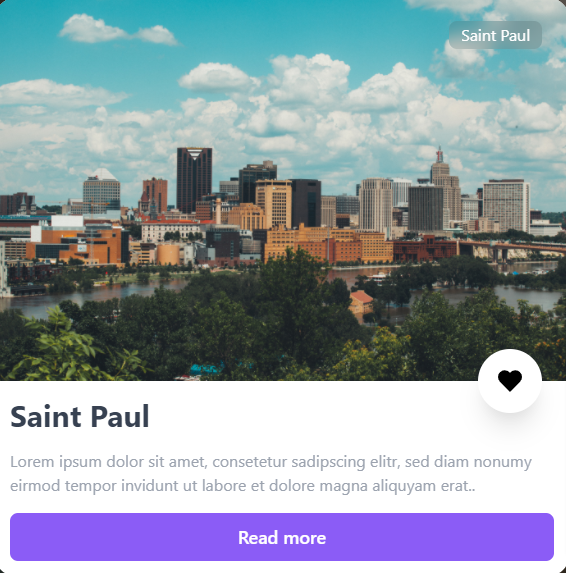 Saint Paul
Saint Paul
Lorem ipsum dolor sit amet, consetetur sadipscing elitr, sed diam nonumy
eirmod tempor invidunt ut labore et dolore magna aliquyam erat..
Read more